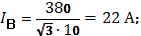 I_B = 380 / (√3 · 10) = 22 A;